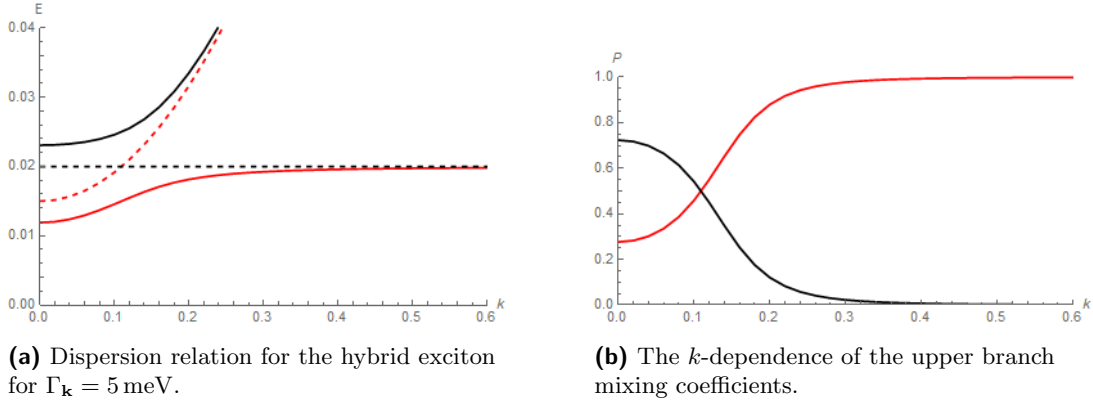 E
0.04
0.03
0.02
0.01
0.00
0.0 0.1 0.2 0.3 0.4 0.5 0.6 k
P
1.0
0.8
0.6
0.4
0.2
0.0
0.0 0.1 0.2 0.3 0.4 0.5 0.6 k
(a) Dispersion relation for the hybrid exciton
for Γ𝐤 = 5 meV.
(b) The k-dependence of the upper branch
mixing coefficients.